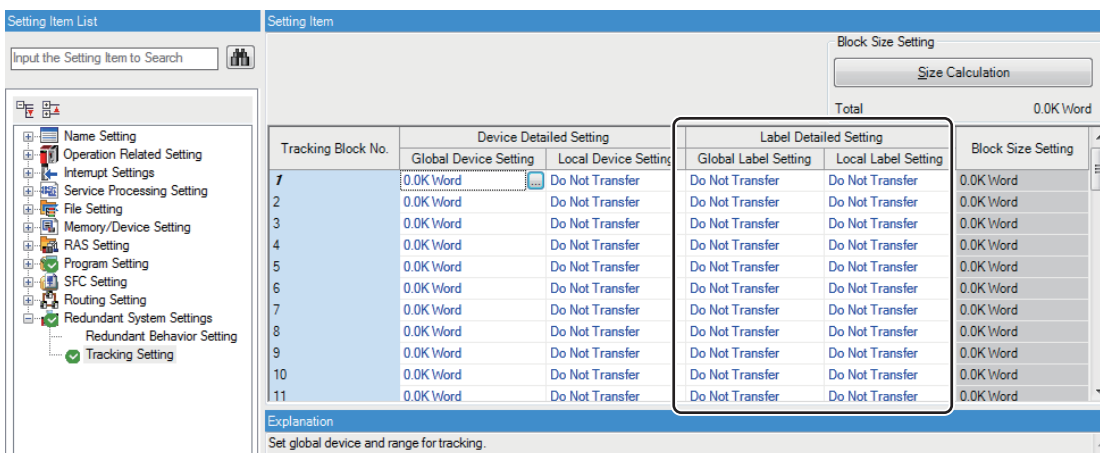 Setting Item List
Input the Setting Item to Search
Name Setting
Operation Related Setting
Interrupt Settings
Service Processing Setting
File Setting
Memory/Device Setting
RAS Setting
Program Setting
SFC Setting
Routing Setting
Redundant System Settings
Redundant Behavior Setting
Tracking Setting
Setting Item
Block Size Setting
Size Calculation
Total 0.0K Word
Tracking Block No. Device Detailed Setting Label Detailed Setting Block Size Setting
Global Device Setting Local Device Setting Global Label Setting Local Label Setting
1 0.0K Word ... Do Not Transfer Do Not Transfer Do Not Transfer 0.0K Word
2 0.0K Word Do Not Transfer Do Not Transfer Do Not Transfer 0.0K Word
3 0.0K Word Do Not Transfer Do Not Transfer Do Not Transfer 0.0K Word
4 0.0K Word Do Not Transfer Do Not Transfer Do Not Transfer 0.0K Word
5 0.0K Word Do Not Transfer Do Not Transfer Do Not Transfer 0.0K Word
6 0.0K Word Do Not Transfer Do Not Transfer Do Not Transfer 0.0K Word
7 0.0K Word Do Not Transfer Do Not Transfer Do Not Transfer 0.0K Word
8 0.0K Word Do Not Transfer Do Not Transfer Do Not Transfer 0.0K Word
9 0.0K Word Do Not Transfer Do Not Transfer Do Not Transfer 0.0K Word
10 0.0K Word Do Not Transfer Do Not Transfer Do Not Transfer 0.0K Word
11 0.0K Word Do Not Transfer Do Not Transfer Do Not Transfer 0.0K Word
Explanation
Set global device and range for tracking.